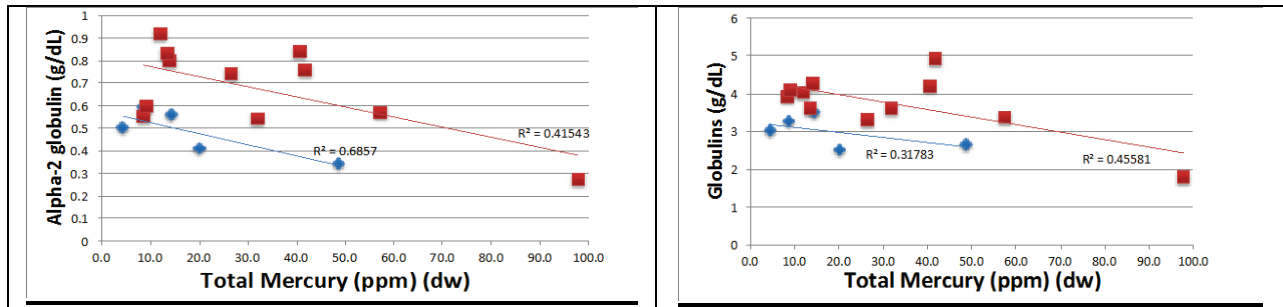 Alpha-2 globulin (g/dL)
1
0.9
0.8
0.7
0.6
0.5
0.4
0.3
0.2
0.1
0
R² = 0.41543
R² = 0.6857
0.0 10.0 20.0 30.0 40.0 50.0 60.0 70.0 80.0 90.0 100.0
Total Mercury (ppm) (dw)
Globulins (g/dL)
6
5
4
3
2
1
0
R² = 0.31783
R² = 0.45581
0.0 10.0 20.0 30.0 40.0 50.0 60.0 70.0 80.0 90.0 100.0
Total Mercury (ppm) (dw)